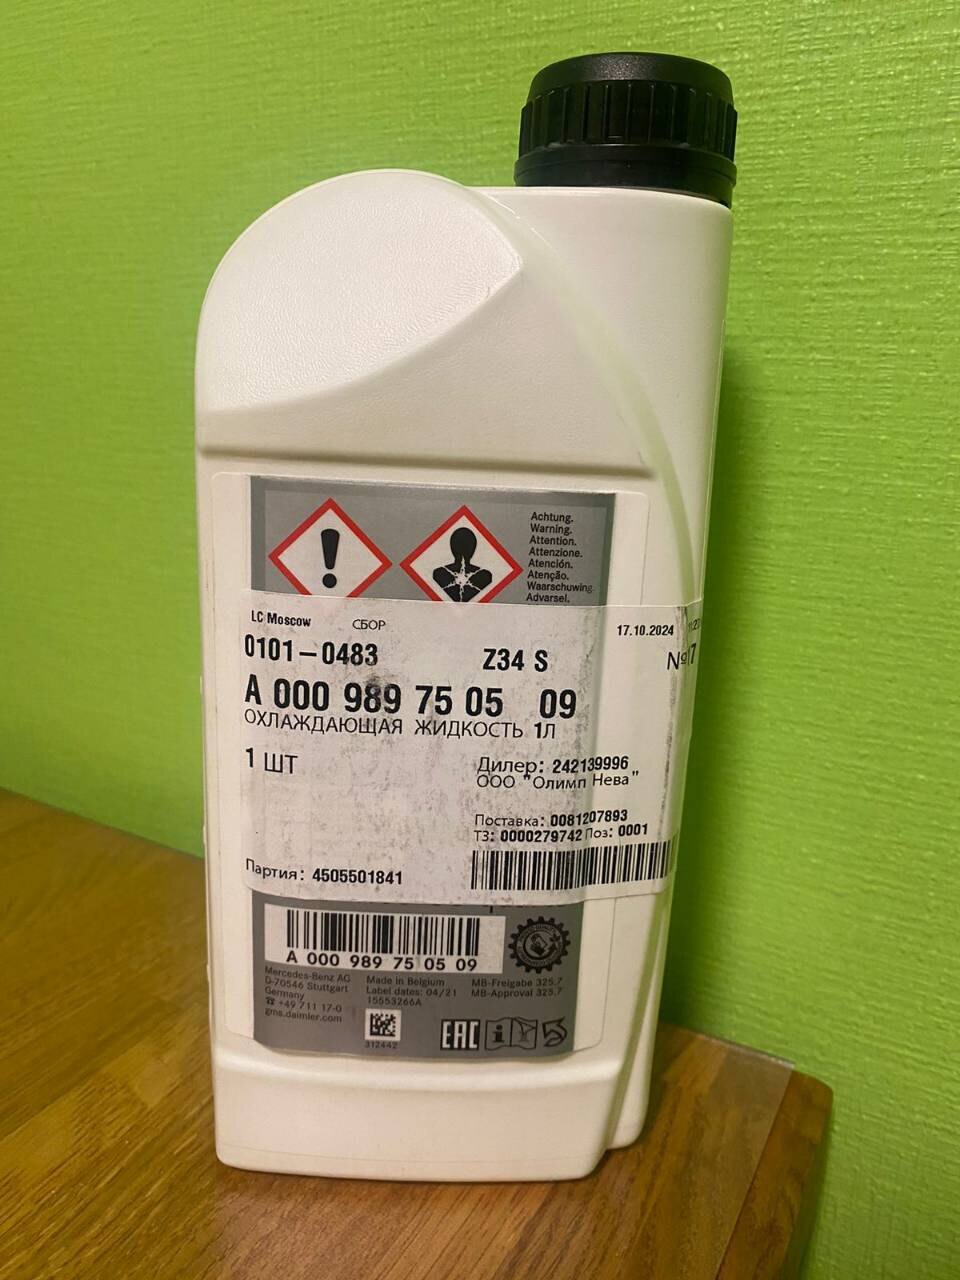 Achtung.
Warning.
Attention.
Attenzione.
Atención.
Atenção.
Waarschuwing.
Advarsel.
LC Moscow СБОР 17.10.2024
0101-0483 Z34 S №17
A 000 989 75 05 09
ОХЛАЖДАЮЩАЯ ЖИДКОСТЬ 1Л
1 ШТ
Дилер: 242139996
ООО "Олимп Нева"
Поставка: 0081207893
ТЗ: 0000279742 Поз: 0001
Партия: 4505501841
A 000 989 75 05 09
Mercedes-Benz AG
D-70546 Stuttgart
Germany
☎ +49 711 17-0
gms.daimler.com
Made in Belgium
Label dates: 04/21
15553266A
MB-Freigabe 325.7
MB-Approval 325.7
312442
EAC